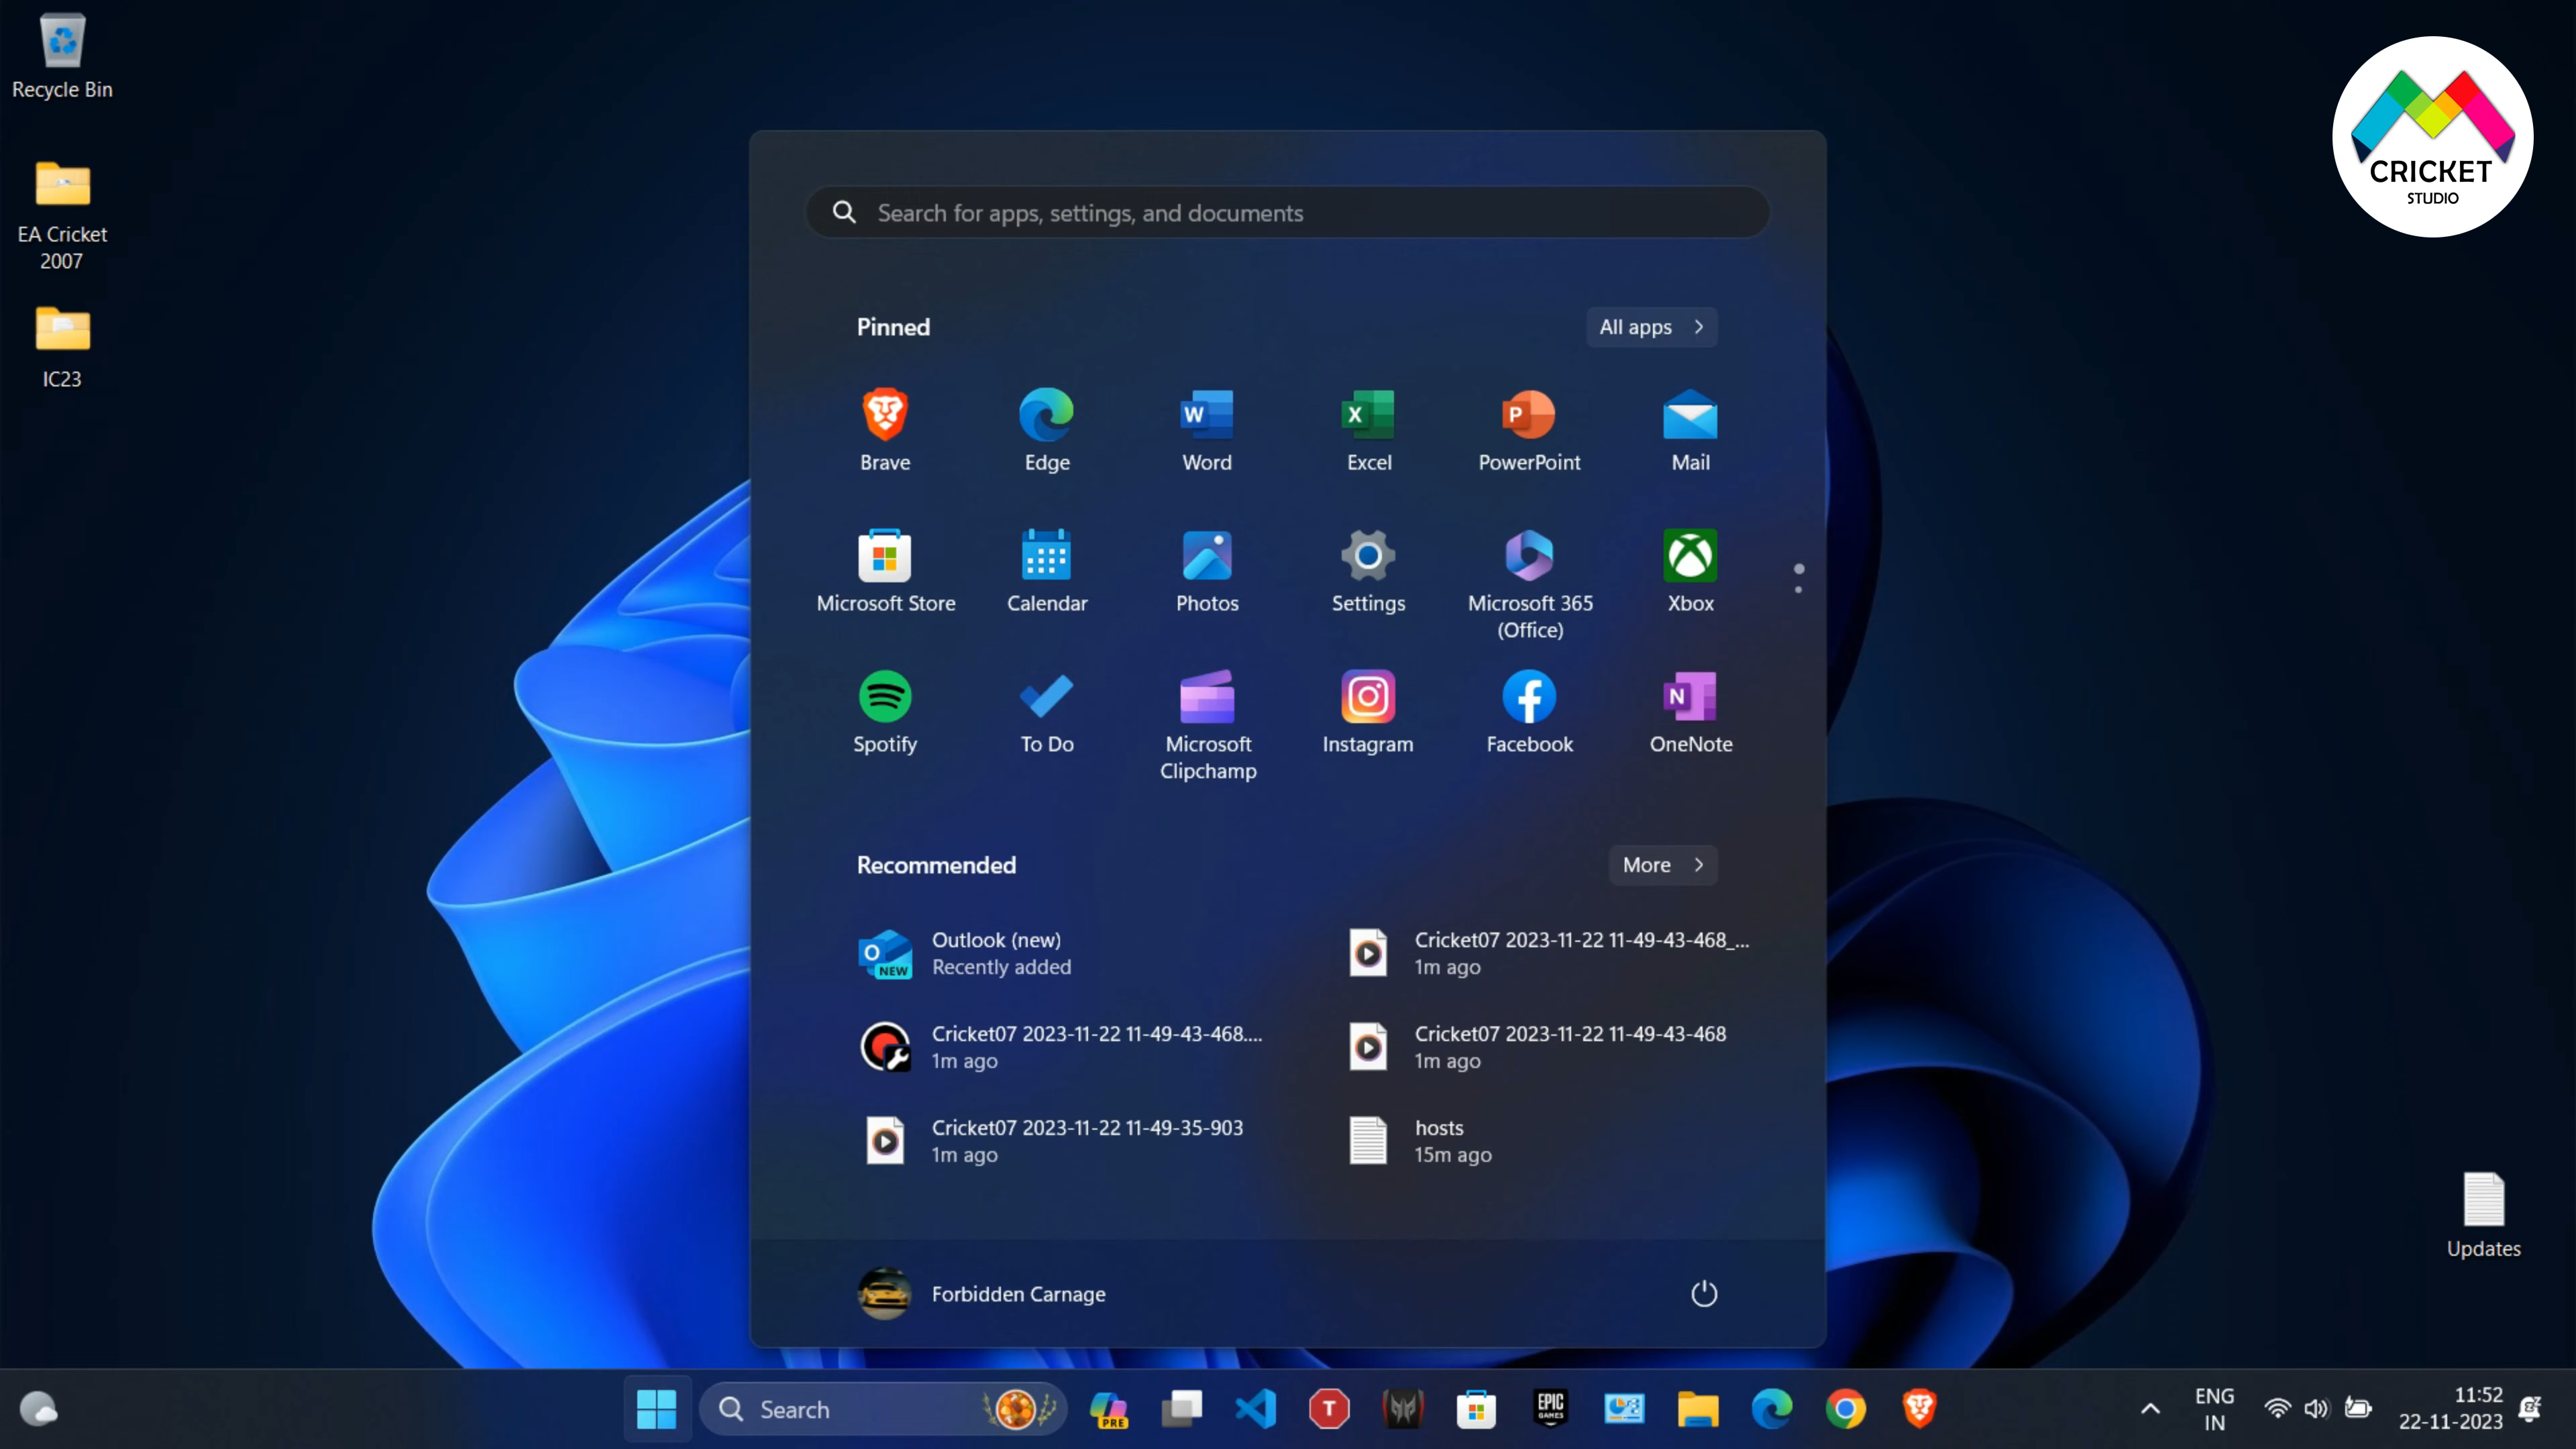 Recycle Bin
EA Cricket
2007
IC23
CRICKET
STUDIO
Search for apps, settings, and documents
Pinned
All apps
Brave
Edge
Word
Excel
PowerPoint
Mail
Microsoft Store
Calendar
Photos
Settings
Microsoft 365
(Office)
Xbox
Spotify
To Do
Microsoft
Clipchamp
Instagram
Facebook
OneNote
Recommended
More
Outlook (new)
Recently added
Cricket07 2023-11-22 11-49-43-468_...
1m ago
Cricket07 2023-11-22 11-49-43-468....
1m ago
Cricket07 2023-11-22 11-49-43-468
1m ago
Cricket07 2023-11-22 11-49-35-903
1m ago
hosts
15m ago
Forbidden Carnage
Updates
Search
PRE
T
EPIC
GAMES
ENG
IN
11:52
22-11-2023
W
X
P
N
O
NEW